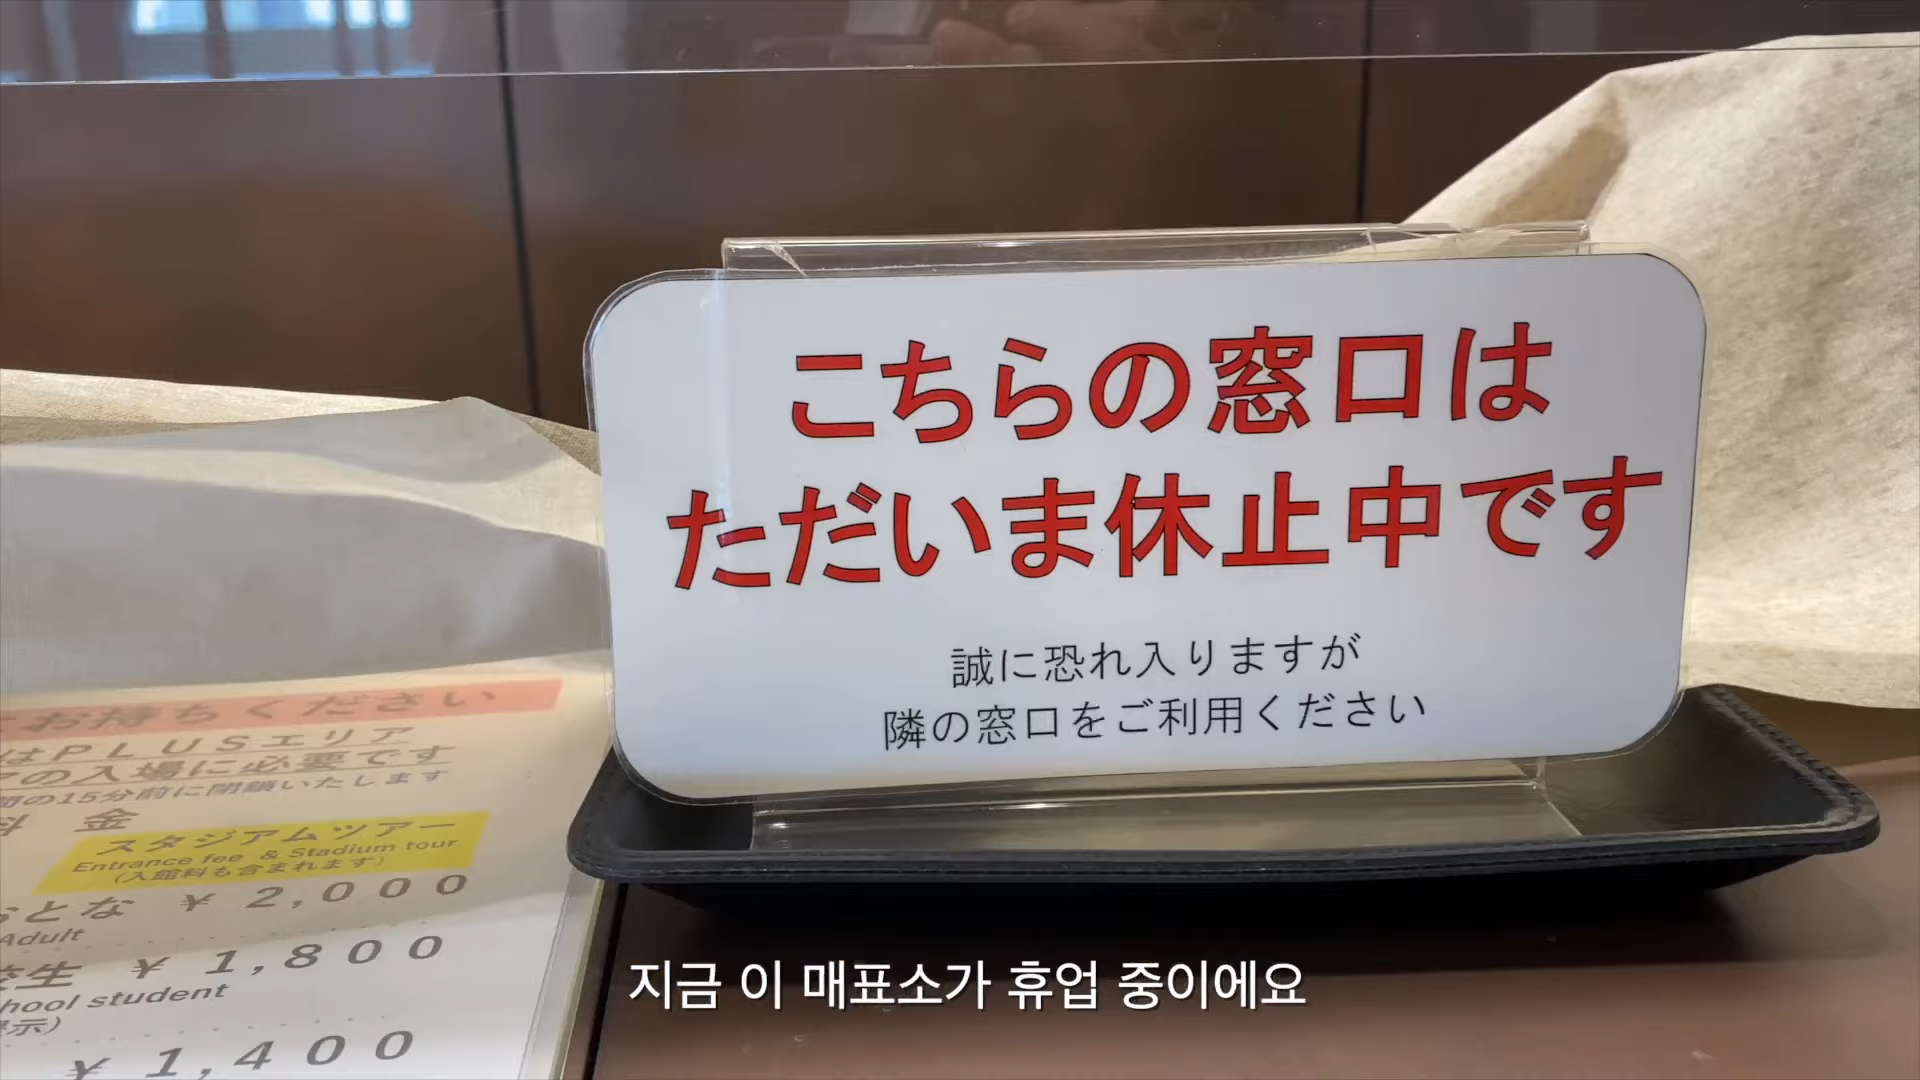 こちらの窓口は
ただいま休止中です
誠に恐れ入りますが
隣の窓口をご利用ください
お持ちください
はPLUSエリア
の入場に必要です
の15分前に閉鎖いたします
料 金
スタジアムツアー
Entrance fee & Stadium tour
(入館料も含まれます)
おとな ¥2,000
Adult
校生 ¥1,800
hool student
示)
¥1,400
지금 이 매표소가 휴업 중이에요